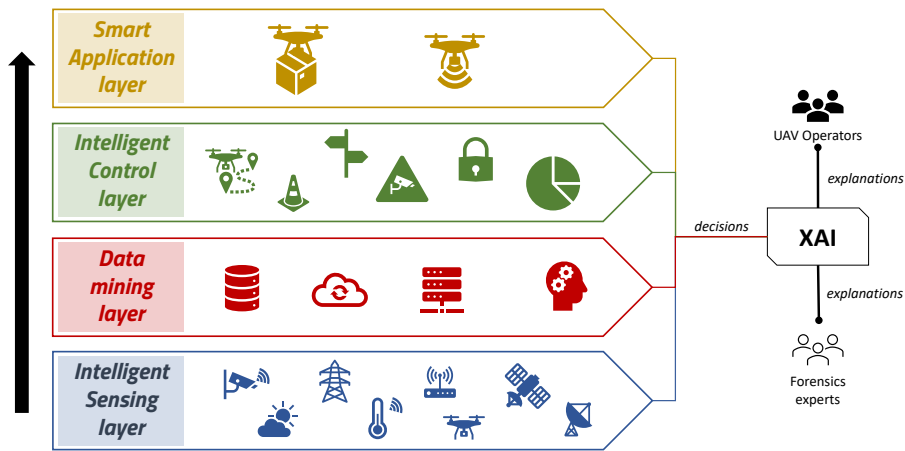 Smart
Application
layer
Intelligent
Control
layer
Data
mining
layer
Intelligent
Sensing
layer
decisions
UAV Operators
explanations
XAI
explanations
Forensics
experts